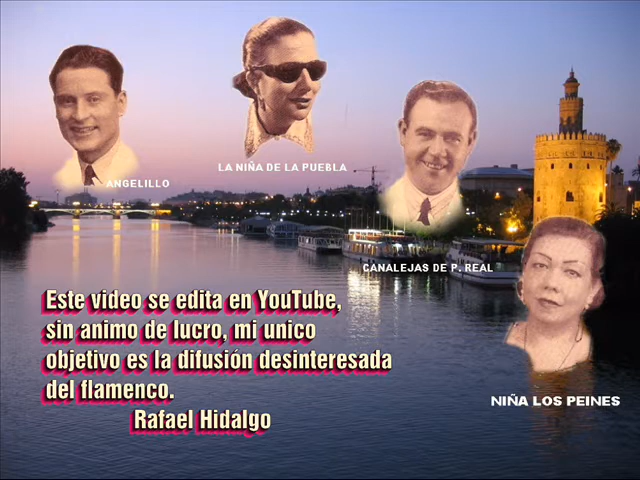 ANGELILLO
LA NIÑA DE LA PUEBLA
CANALEJAS DE P. REAL
NIÑA LOS PEINES
Este video se edita en YouTube,
sin animo de lucro, mi unico
objetivo es la difusión desinteresada
del flamenco.
Rafael Hidalgo